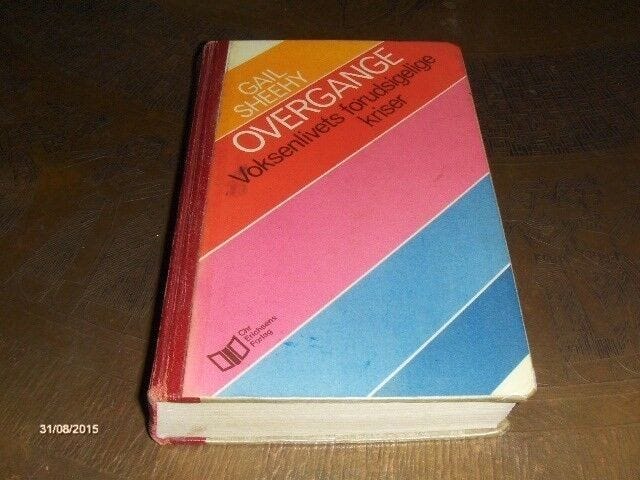 GAIL
SHEEHY
OVERGANGE
Voksenlivets forudsigelige
kriser
Chr
Erichsens
Forlag
31/08/2015